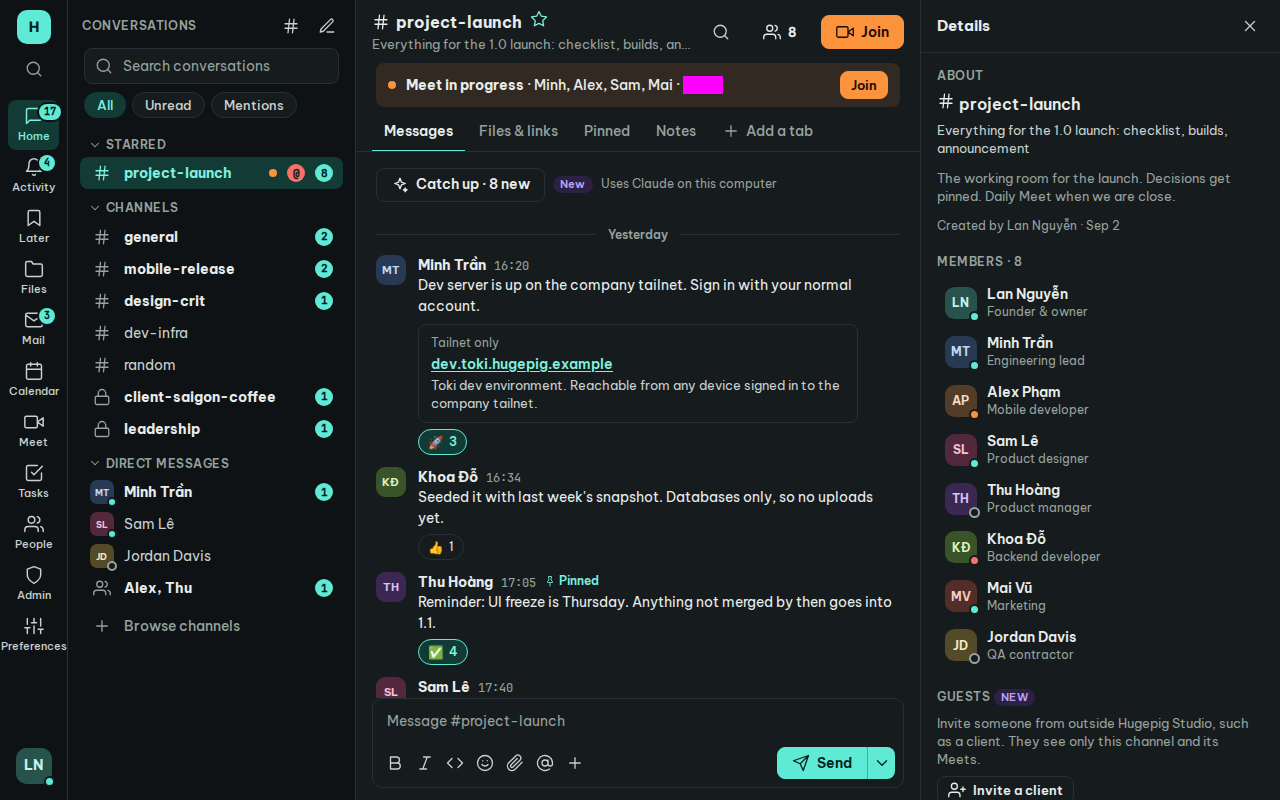 H
17
Home
4
Activity
Later
Files
3
Mail
Calendar
Meet
Tasks
People
Admin
Preferences
LN
CONVERSATIONS
Search conversations
All
Unread
Mentions
STARRED
project-launch
@
8
CHANNELS
general
2
mobile-release
2
design-crit
1
dev-infra
random
client-saigon-coffee
1
leadership
1
DIRECT MESSAGES
MT Minh Trần
1
SL Sam Lê
JD Jordan Davis
Alex, Thu
1
Browse channels
# project-launch
Everything for the 1.0 launch: checklist, builds, an...
8
Join
Meet in progress · Minh, Alex, Sam, Mai ·
Join
Messages
Files & links
Pinned
Notes
Add a tab
Catch up · 8 new
New
Uses Claude on this computer
Yesterday
MT
Minh Trần 16:20
Dev server is up on the company tailnet. Sign in with your normal
account.
Tailnet only
dev.toki.hugepig.example
Toki dev environment. Reachable from any device signed in to the
company tailnet.
🚀 3
KĐ
Khoa Đỗ 16:34
Seeded it with last week's snapshot. Databases only, so no uploads
yet.
👍 1
TH
Thu Hoàng 17:05 Pinned
Reminder: UI freeze is Thursday. Anything not merged by then goes into
1.1.
✅ 4
SL
Sam Lê 17:40
Message #project-launch
Send
Details
ABOUT
# project-launch
Everything for the 1.0 launch: checklist, builds,
announcement
The working room for the launch. Decisions get
pinned. Daily Meet when we are close.
Created by Lan Nguyễn · Sep 2
MEMBERS · 8
LN
Lan Nguyễn
Founder & owner
MT
Minh Trần
Engineering lead
AP
Alex Phạm
Mobile developer
SL
Sam Lê
Product designer
TH
Thu Hoàng
Product manager
KĐ
Khoa Đỗ
Backend developer
MV
Mai Vũ
Marketing
JD
Jordan Davis
QA contractor
GUESTS NEW
Invite someone from outside Hugepig Studio, such
as a client. They see only this channel and its
Meets.
Invite a client